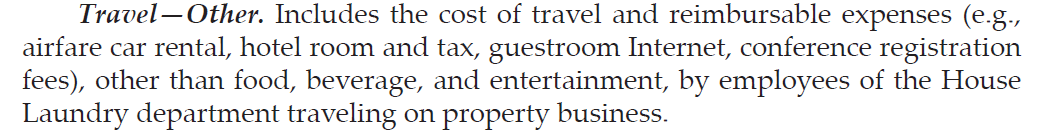 Travel—Other. Includes the cost of travel and reimbursable expenses (e.g.,
airfare car rental, hotel room and tax, guestroom Internet, conference registration
fees), other than food, beverage, and entertainment, by employees of the House
Laundry department traveling on property business.